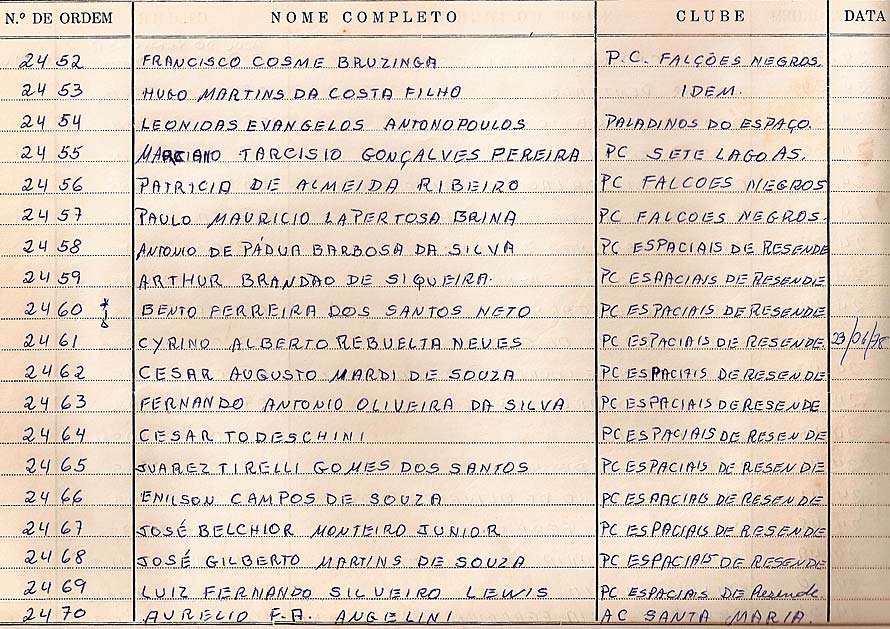 N.º DE ORDEM NOME COMPLETO CLUBE DATA
2452 FRANCISCO COSME BRUZINGA P.C. FALCÕES NEGROS.
2453 HUGO MARTINS DA COSTA FILHO IDEM.
2454 LEONIDAS EVANGELOS ANTONOPOULOS PALADINOS DO ESPAÇO.
2455 MARCIANO TARCISIO GONÇALVES PEREIRA PC SETE LAGOAS.
2456 PATRICIA DE ALMEIDA RIBEIRO PC FALCOES NEGROS
2457 PAULO MAURICIO LAPERTOSA BRINA PC FALCOES NEGROS.
2458 ANTONIO DE PÁDUA BARBOSA DA SILVA PC ESPACIAIS DE RESENDE
2459 ARTHUR BRANDÃO DE SIQUEIRA. PC ESPACIAIS DE RESENDE
2460 BENTO FERREIRA DOS SANTOS NETO PC ESPACIAIS DE RESENDE
2461 CYRINO ALBERTO REBUELTA NEVES PC ESPACIAIS DE RESENDE 23/06/78
2462 CESAR AUGUSTO MARDI DE SOUZA PC ESPACIAIS DE RESENDE
2463 FERNANDO ANTONIO OLIVEIRA DA SILVA PC ESPACIAIS DE RESENDE
2464 CESAR TODESCHINI PC ESPACIAIS DE RESENDE
2465 JUAREZ TIRELLI GOMES DOS SANTOS PC ESPACIAIS DE RESENDE
2466 ENILSON CAMPOS DE SOUZA PC ESPACIAIS DE RESENDE
2467 JOSÉ BELCHIOR MONTEIRO JUNIOR PC ESPACIAIS DE RESENDE
2468 JOSÉ GILBERTO MARTINS DE SOUZA PC ESPACIAIS DE RESENDE
2469 LUIZ FERNANDO SILVEIRO LEWIS PC ESPACIAIS DE Resende
2470 AURELIO F.A. ANGELINI AC SANTA MARIA.